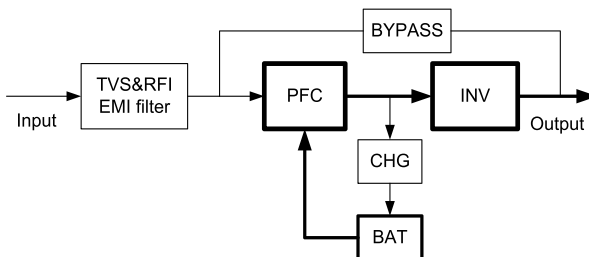 BYPASS
TVS&RFI
EMI filter
PFC
INV
Input
Output
CHG
BAT